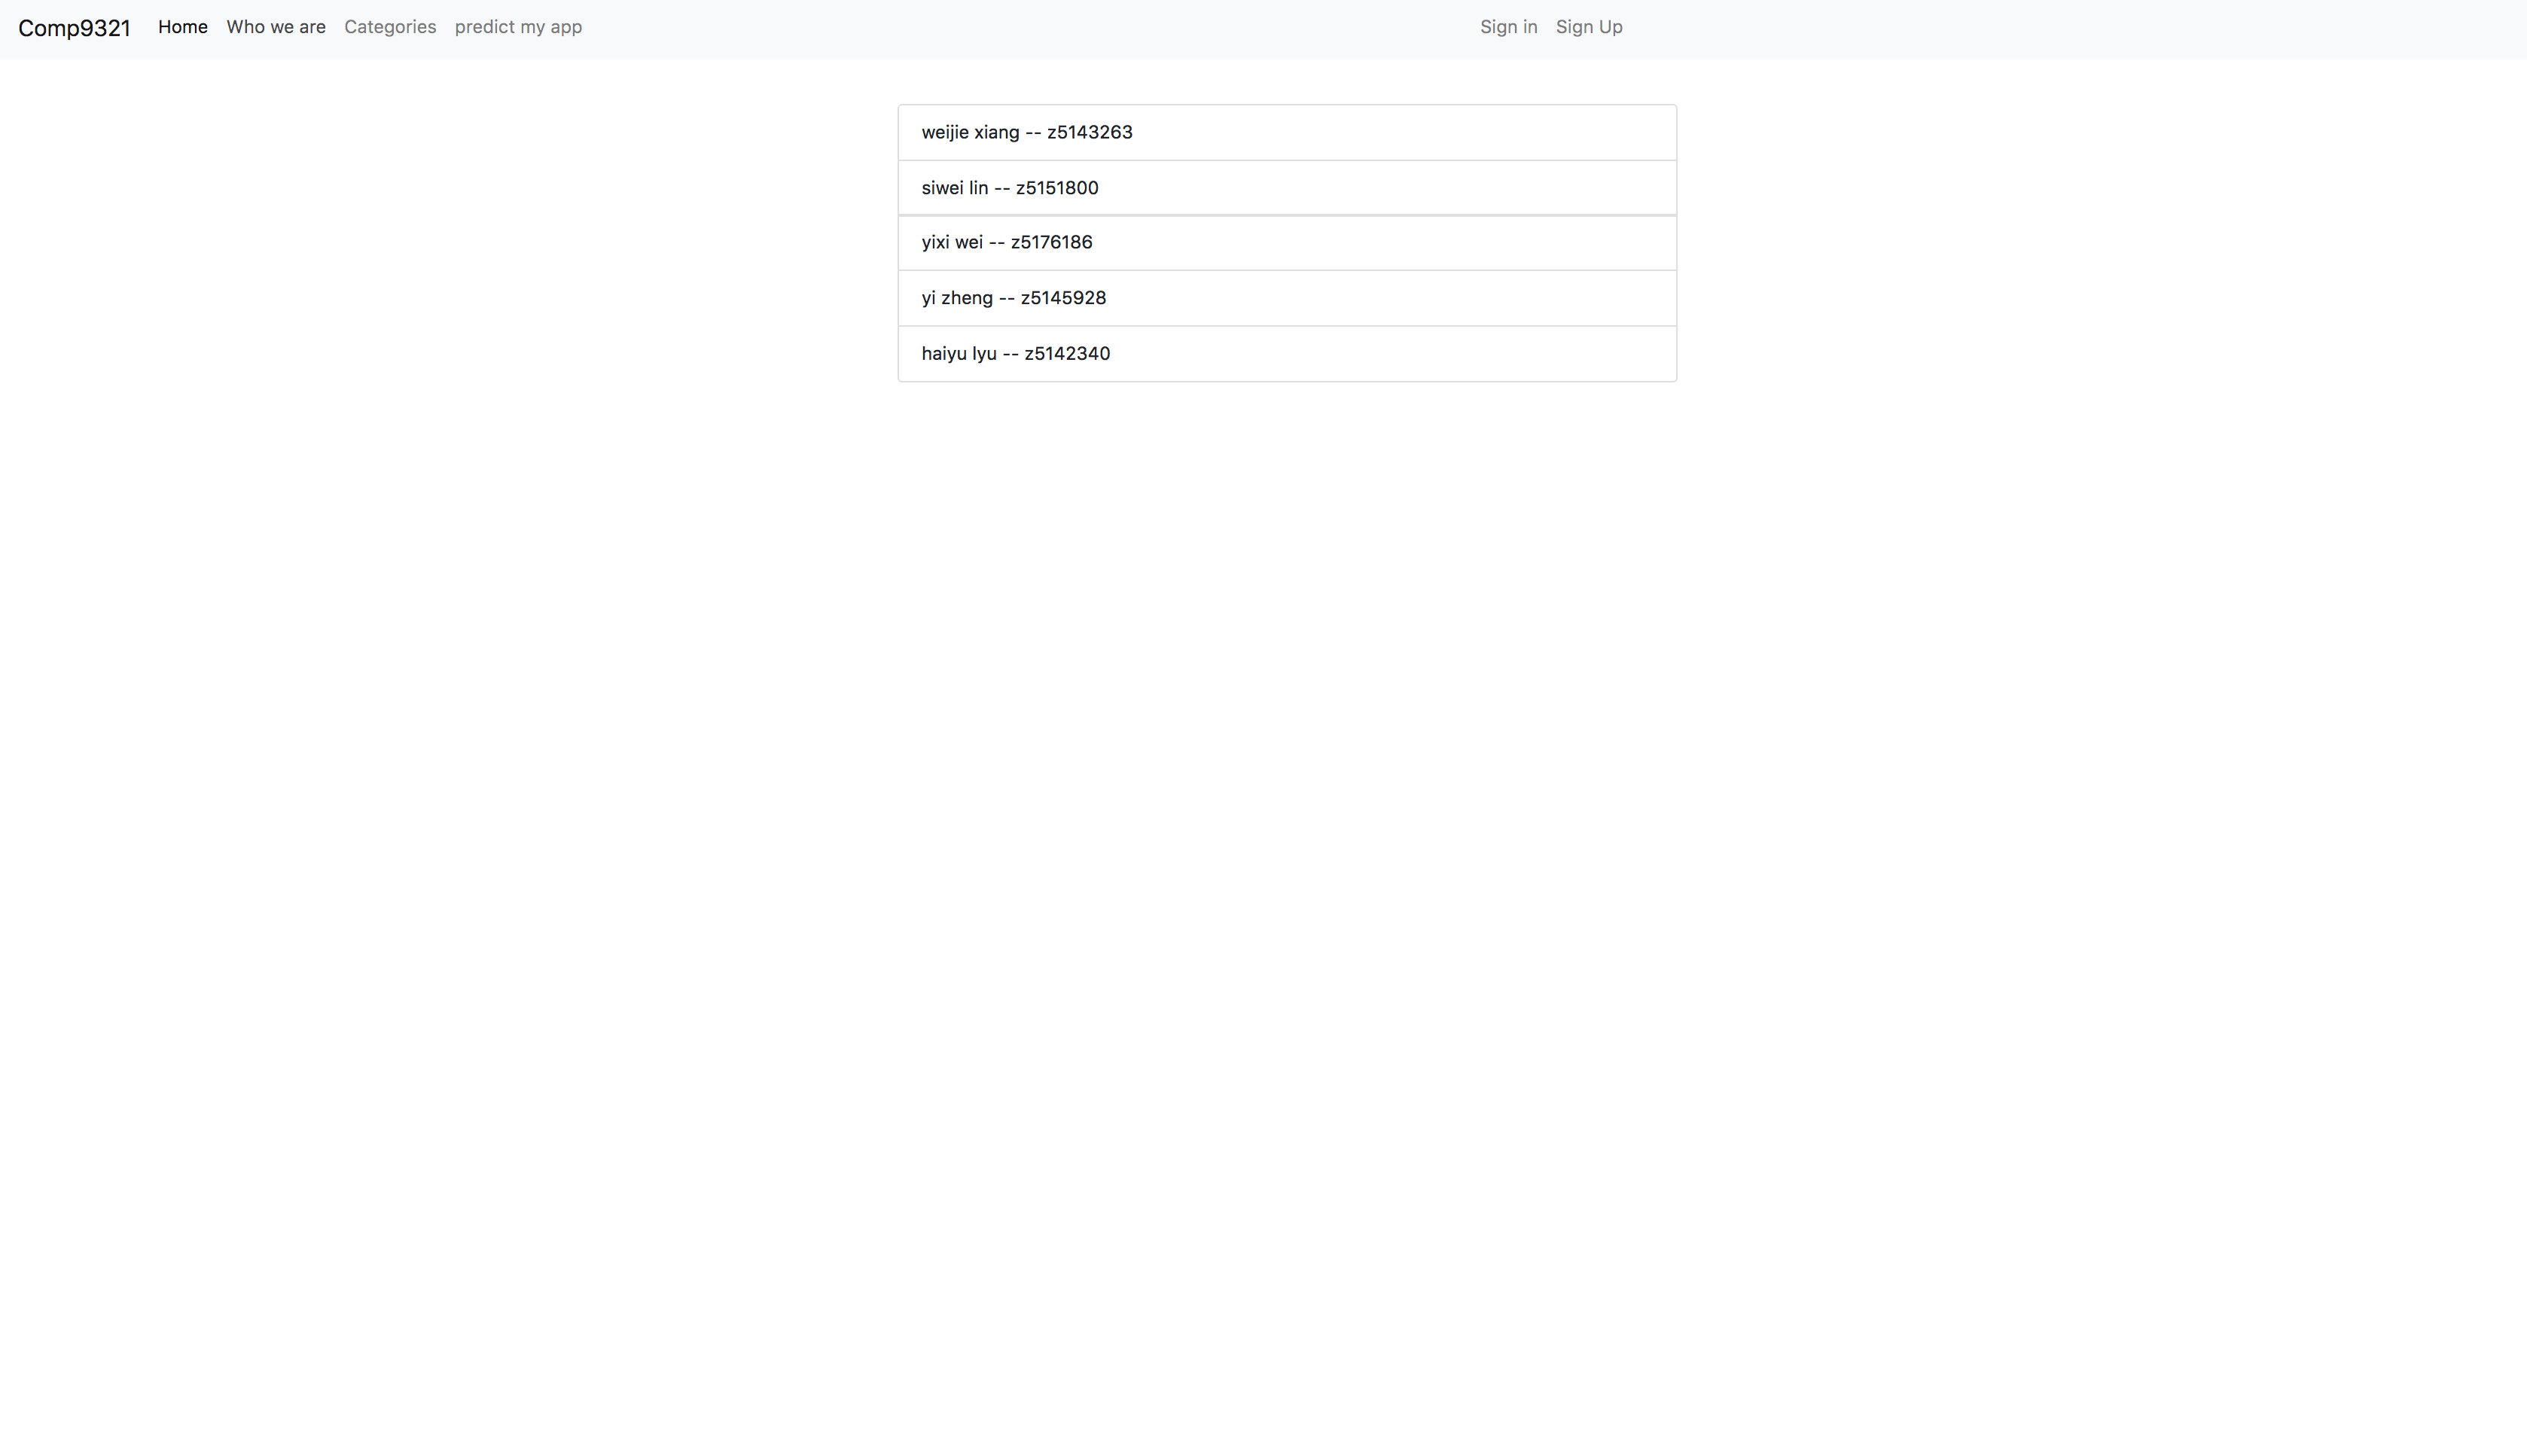 Comp9321 Home Who we are Categories predict my app Sign in Sign Up
weijie xiang -- z5143263
siwei lin -- z5151800
yixi wei -- z5176186
yi zheng -- z5145928
haiyu lyu -- z5142340